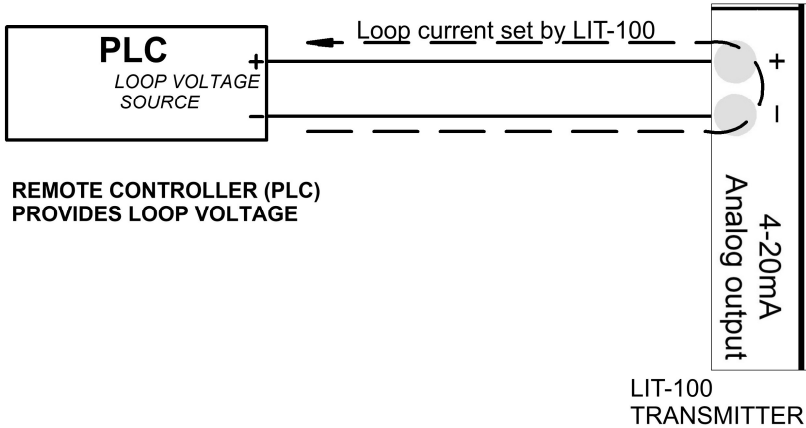 Loop current set by LIT-100
PLC
+
LOOP VOLTAGE
SOURCE
-
+
-
REMOTE CONTROLLER (PLC)
PROVIDES LOOP VOLTAGE
4-20mA
Analog output
LIT-100
TRANSMITTER